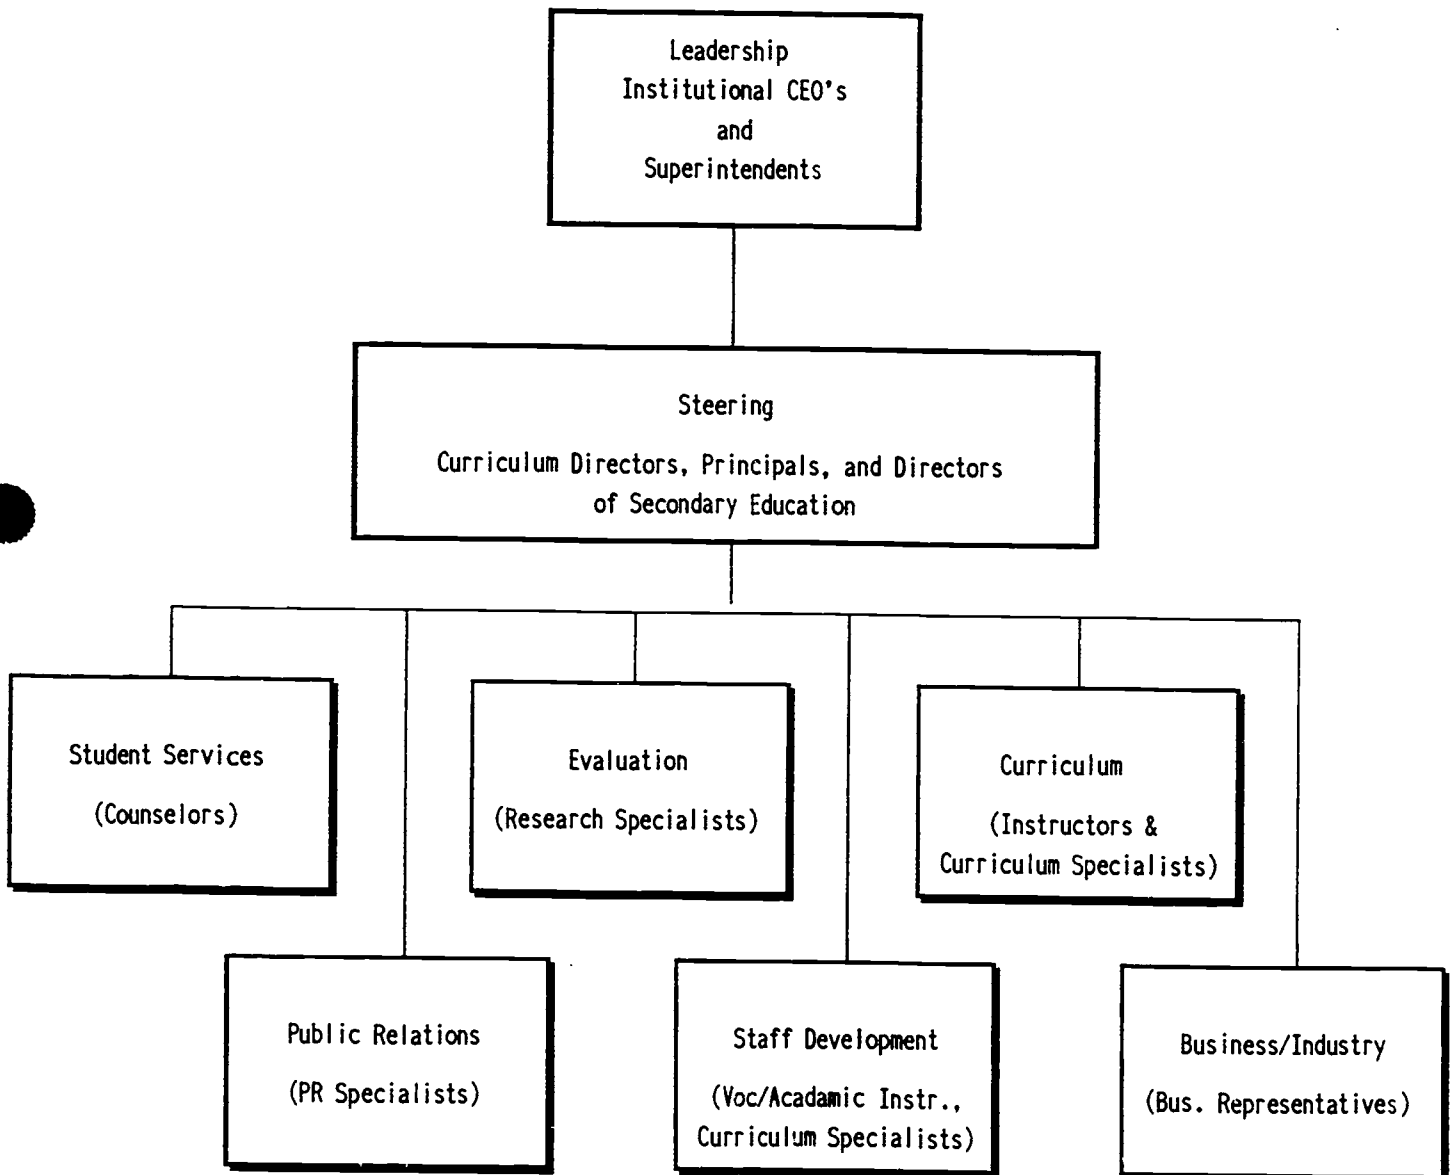 Leadership
Institutional CEO's
and
Superintendents
Steering
Curriculum Directors, Principals, and Directors
of Secondary Education
Student Services
(Counselors)
Evaluation
(Research Specialists)
Curriculum
(Instructors &
Curriculum Specialists)
Public Relations
(PR Specialists)
Staff Development
(Voc/Acadamic Instr.,
Curriculum Specialists)
Business/Industry
(Bus. Representatives)